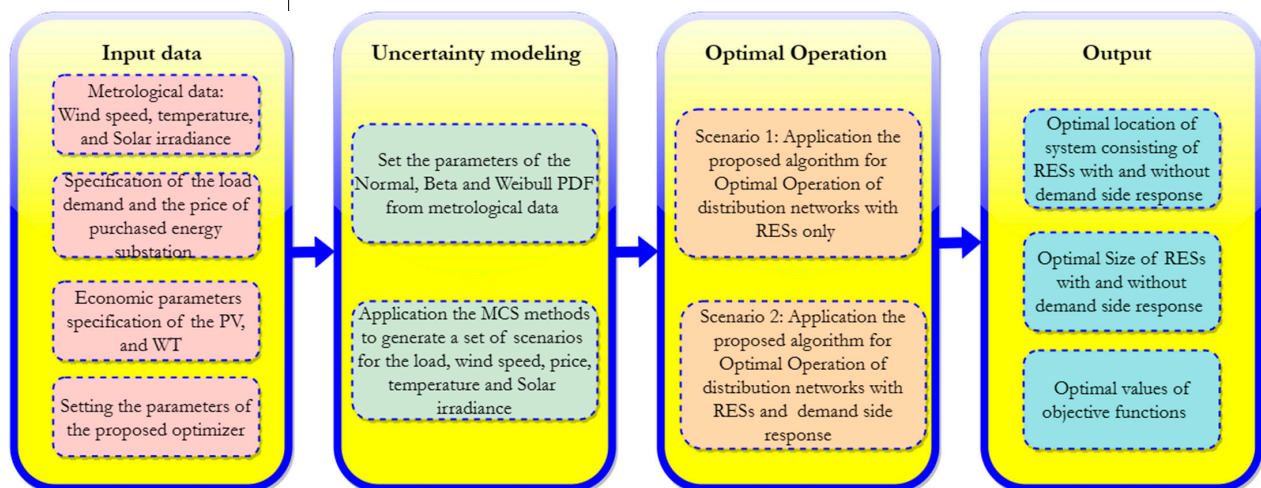 Input data
Metrological data:
Wind speed, temperature,
and Solar irradiance
Specification of the load
demand and the price of
purchased energy
substation
Economic parameters
specification of the PV,
and WT
Setting the parameters of
the proposed optimizer
Uncertainty modeling
Set the parameters of the
Normal, Beta and Weibull PDF
from metrological data
Application the MCS methods
to generate a set of scenarios
for the load, wind speed, price,
temperature and Solar
irradiance
Optimal Operation
Scenario 1: Application the
proposed algorithm for
Optimal Operation of
distribution networks with
RESs only
Scenario 2: Application the
proposed algorithm for
Optimal Operation of
distribution networks with
RESs and demand side
response
Output
Optimal location of
system consisting of
RESs with and without
demand side response
Optimal Size of RESs
with and without
demand side response
Optimal values of
objective functions